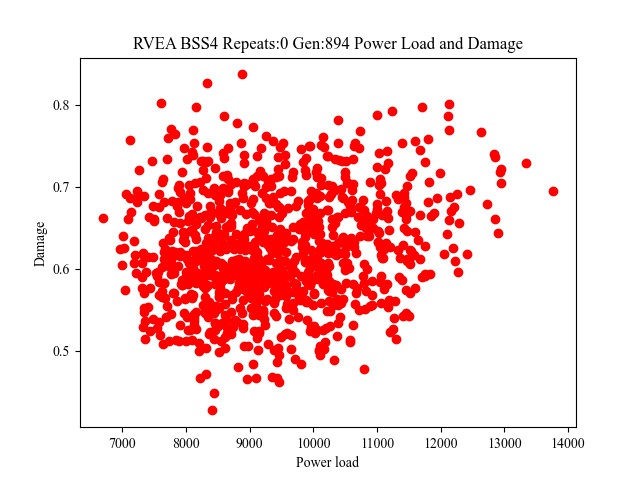 RVEA BSS4 Repeats:0 Gen:894 Power Load and Damage
0.8
0.7
0.6
0.5
Damage
7000 8000 9000 10000 11000 12000 13000 14000
Power load